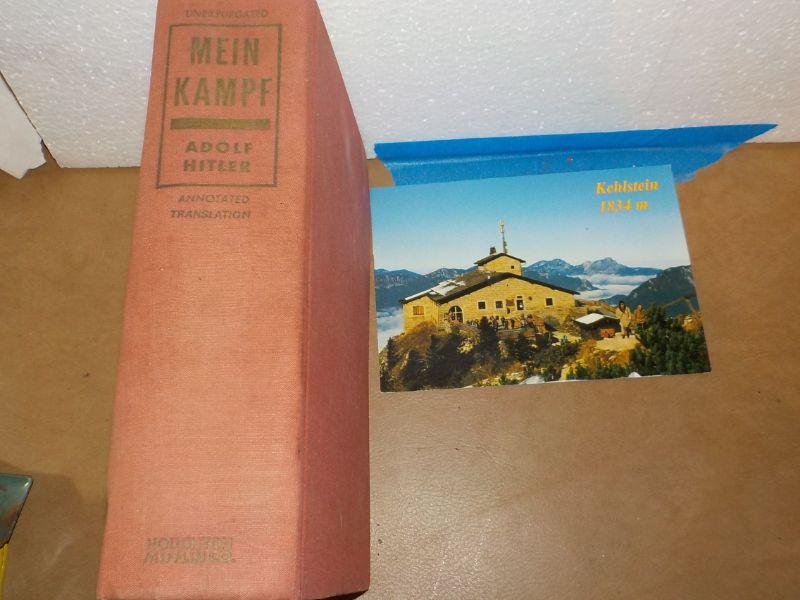 UNEXPURGATED
MEIN
KAMPF
ADOLF
HITLER
ANNOTATED
TRANSLATION
HOUGHTON
MIFFLIN CO.
Kehlstein
1834 m